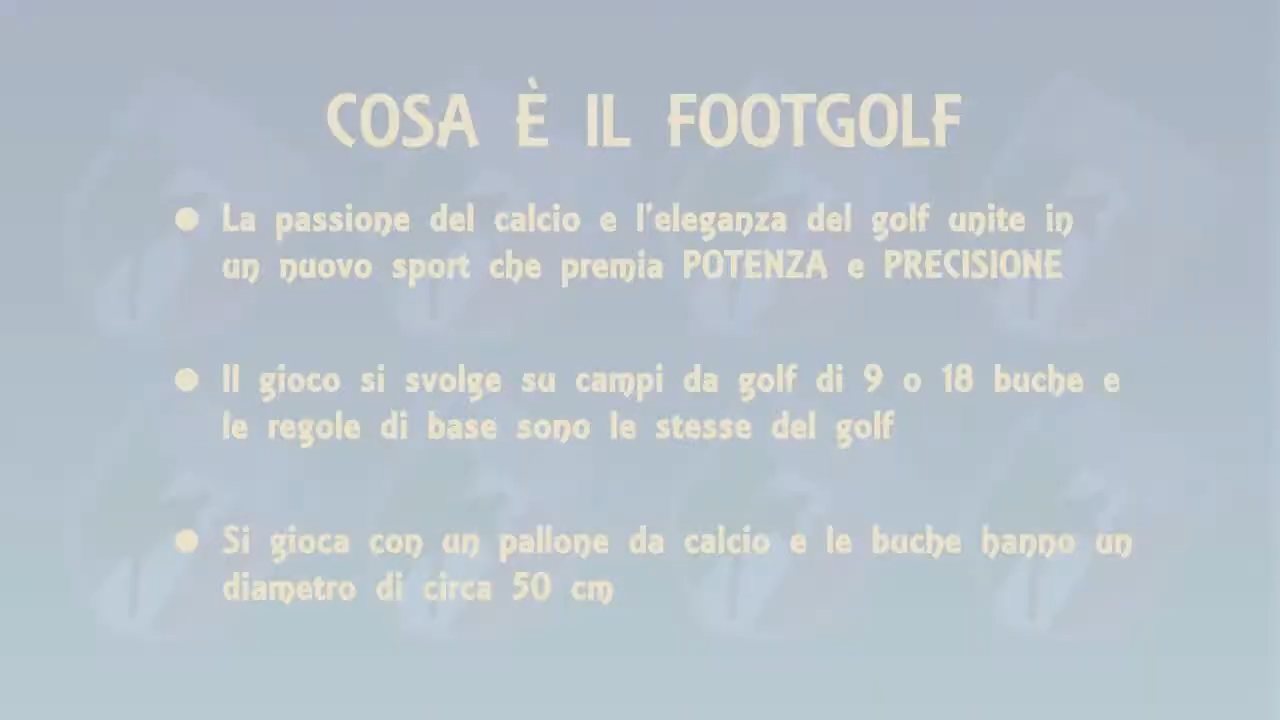 COSA È IL FOOTGOLF
● La passione del calcio e l'eleganza del golf unite in
un nuovo sport che premia POTENZA e PRECISIONE
● Il gioco si svolge su campi da golf di 9 o 18 buche e
le regole di base sono le stesse del golf
● Si gioca con un pallone da calcio e le buche hanno un
diametro di circa 50 cm